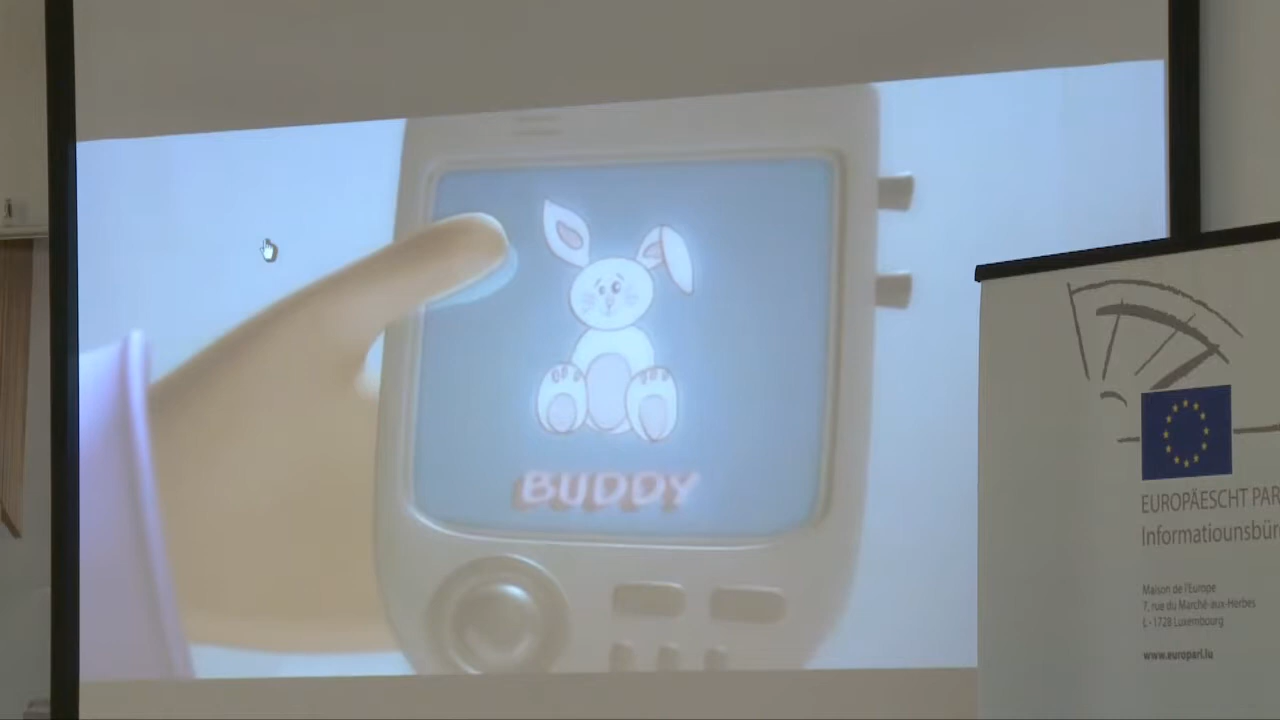 BUDDY
EUROPÄESCHT PAR
Informatiounsbür
Maison de l'Europe
7, rue du Marché-aux-Herbes
L-1728 Luxembourg
www.europarl.lu